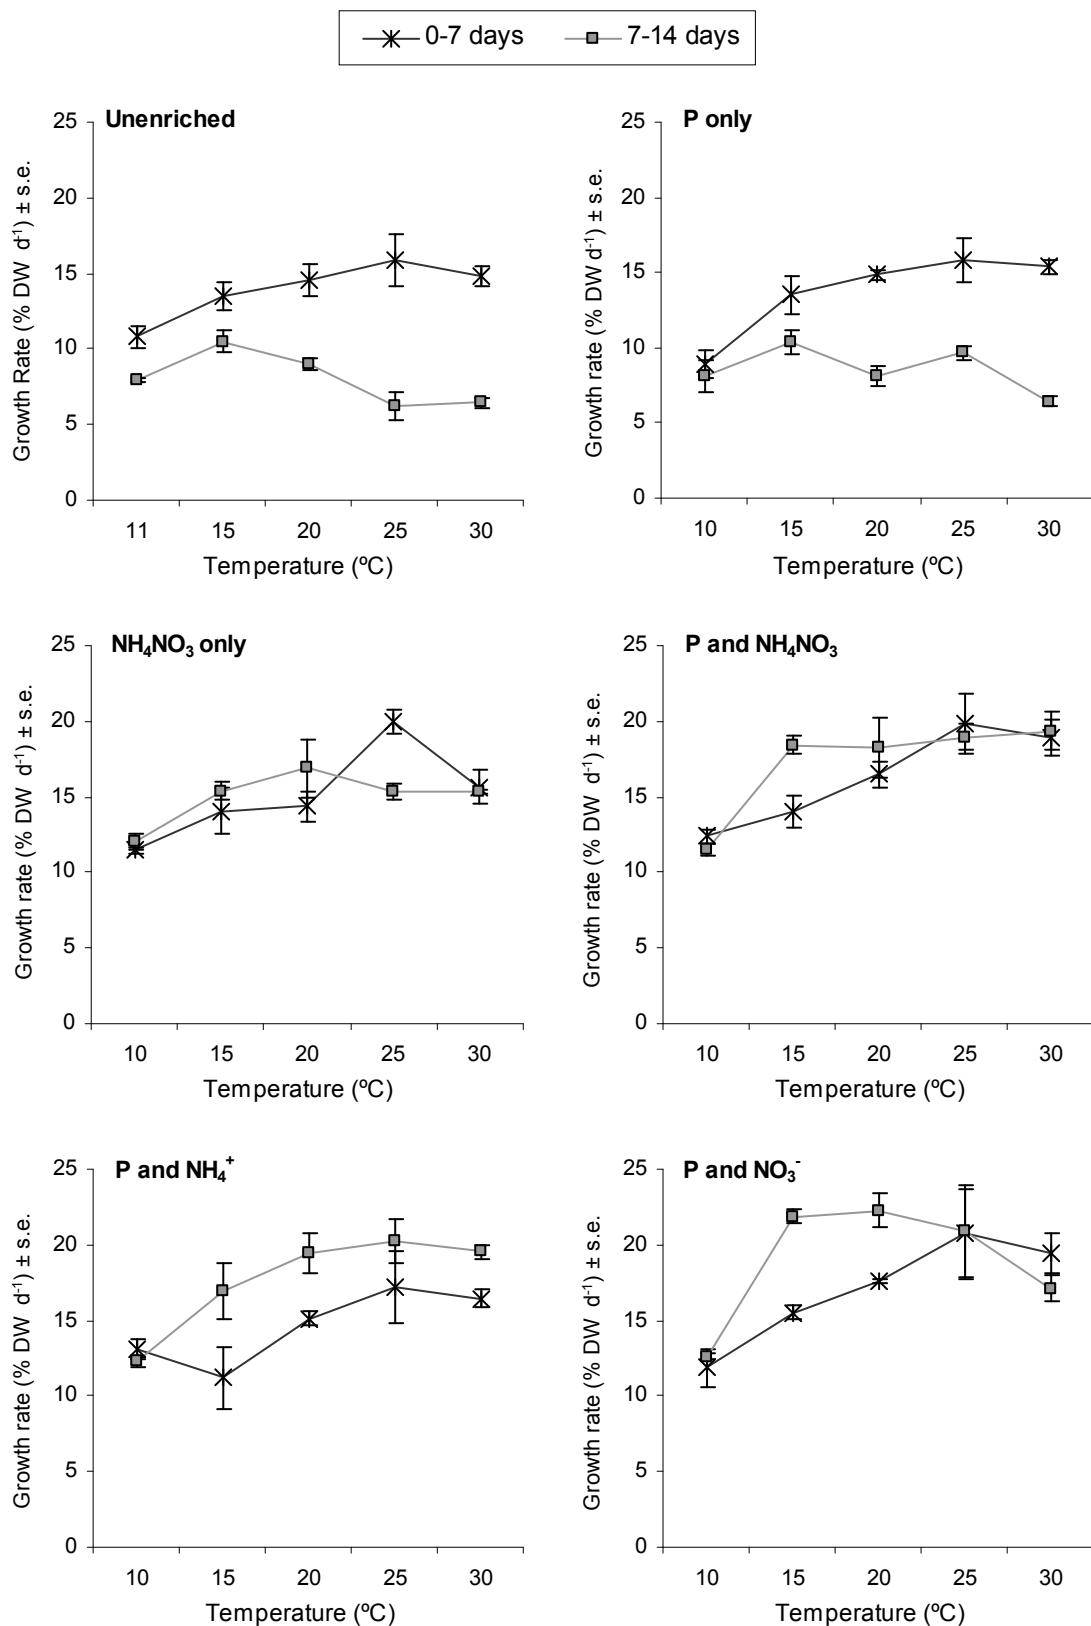 0-7 days 7-14 days
Unenriched
Growth Rate (% DW d⁻¹) ± s.e.
25
20
15
10
5
0
11 15 20 25 30
Temperature (ºC)
P only
Growth rate (% DW d⁻¹) ± s.e.
25
20
15
10
5
0
10 15 20 25 30
Temperature (ºC)
NH₄NO₃ only
Growth rate (% DW d⁻¹) ± s.e.
25
20
15
10
5
0
10 15 20 25 30
Temperature (ºC)
P and NH₄NO₃
Growth rate (% DW d⁻¹) ± s.e.
25
20
15
10
5
0
10 15 20 25 30
Temperature (ºC)
P and NH₄⁺
Growth rate (% DW d⁻¹) ± s.e.
25
20
15
10
5
0
10 15 20 25 30
Temperature (ºC)
P and NO₃⁻
Growth rate (% DW d⁻¹) ± s.e.
25
20
15
10
5
0
10 15 20 25 30
Temperature (ºC)